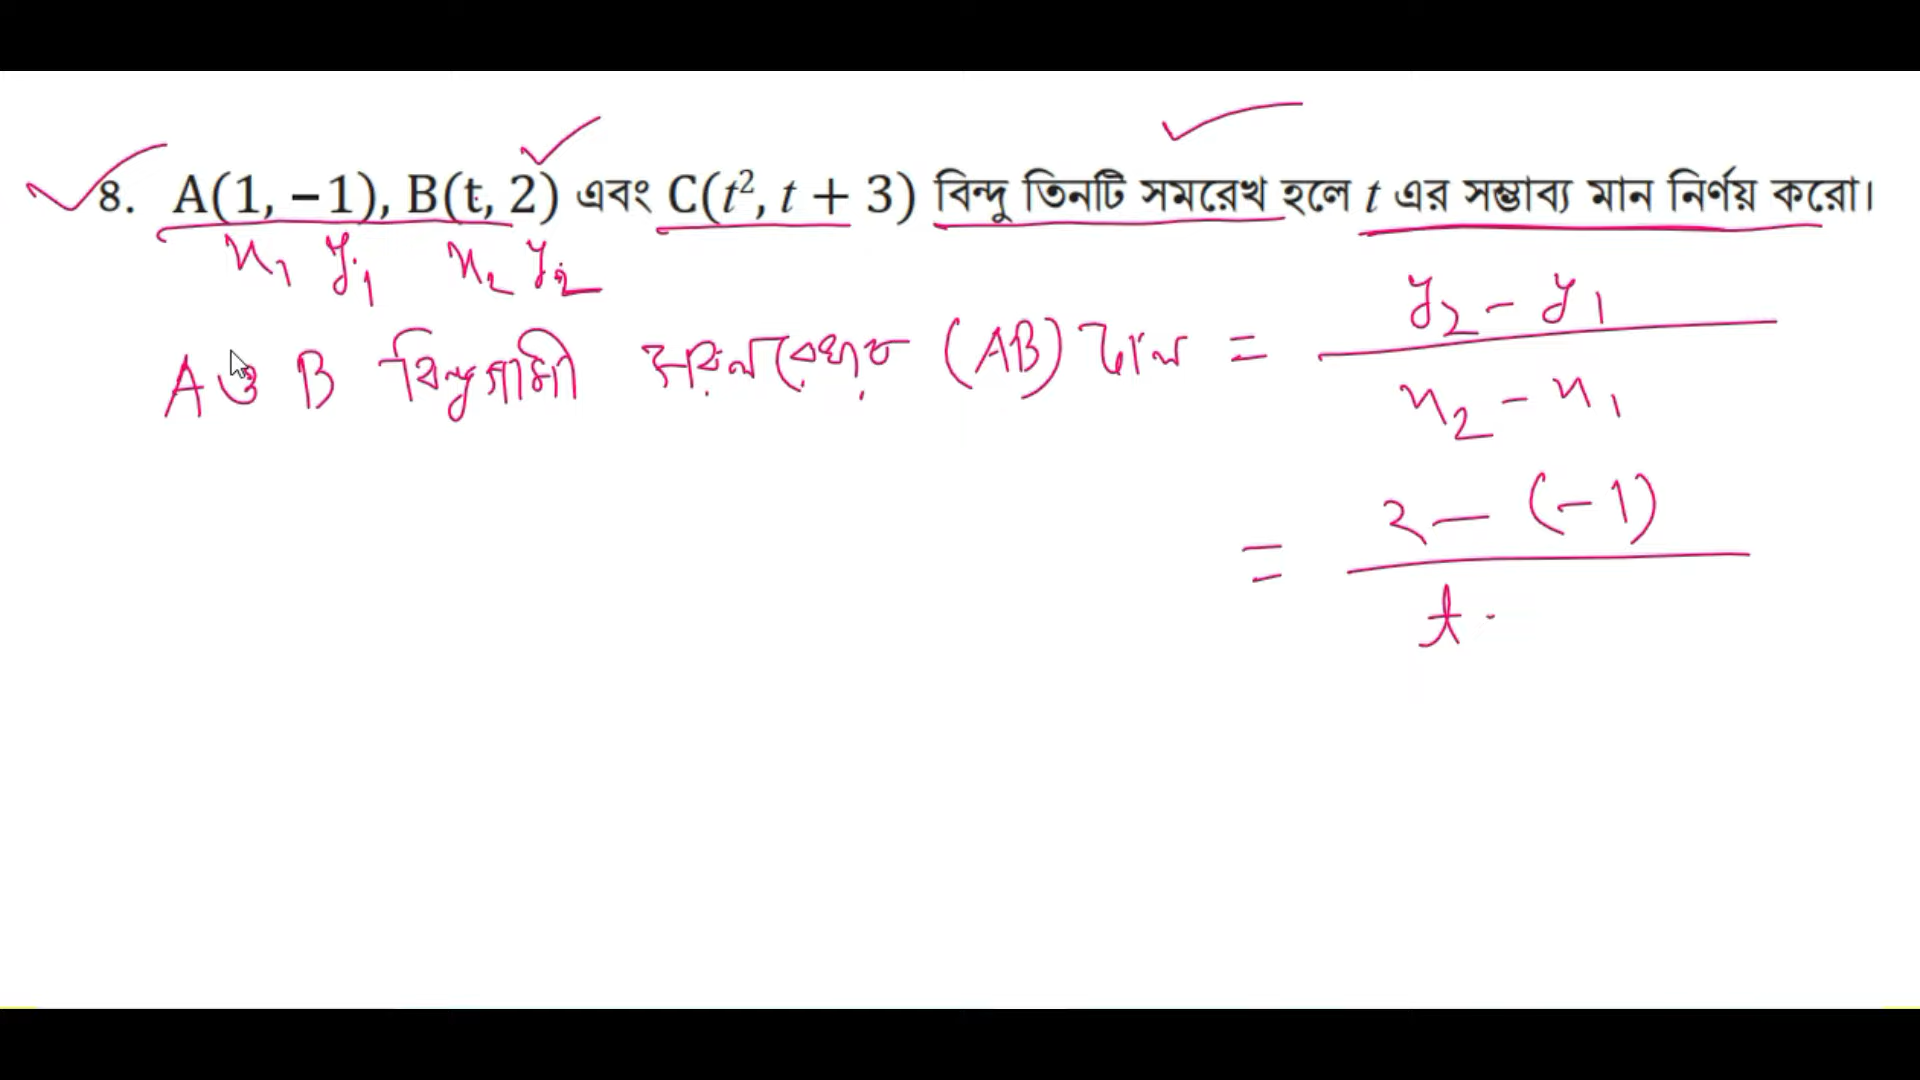 8. A(1, −1), B(t, 2) এবং C(t², t + 3) বিন্দু তিনটি সমরেখ হলে t এর সম্ভাব্য মান নির্ণয় করো।
x₁ y₁ x₂ y₂
A ও B বিন্দুগামী সরলরেখার (AB) ঢাল = (y₂ − y₁)/(x₂ − x₁)
= (2 − (−1))/(t ·